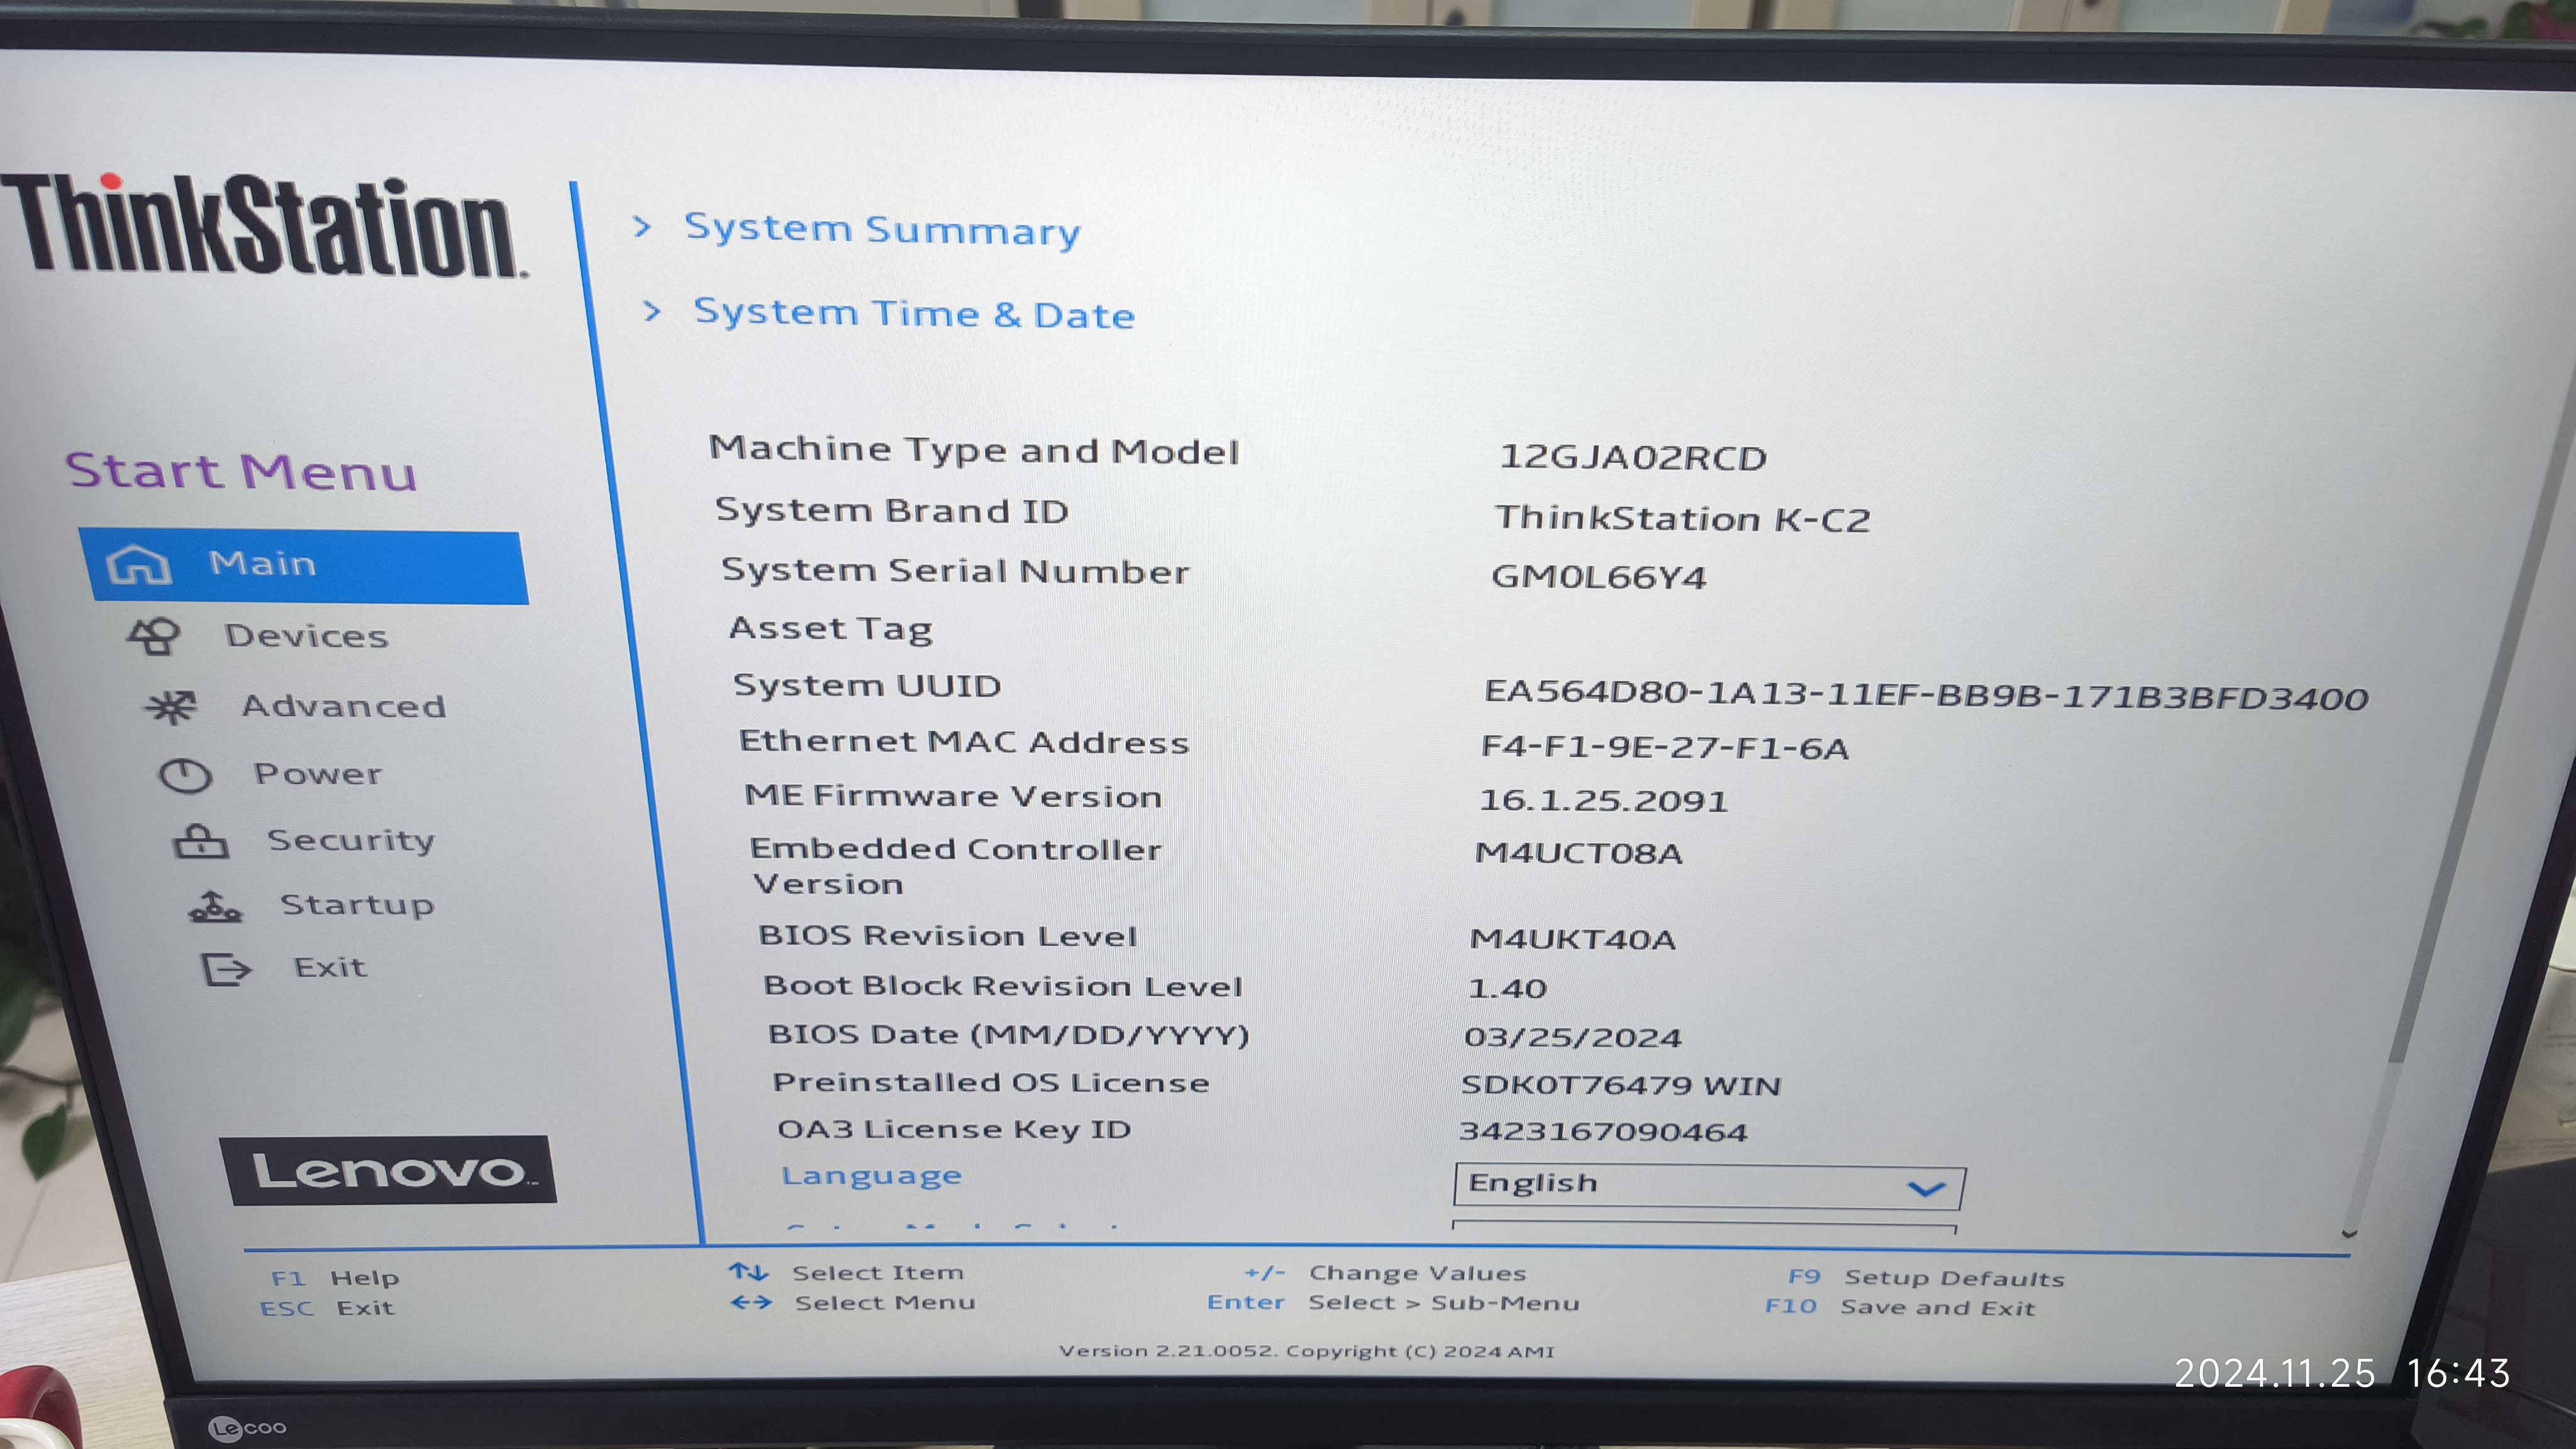 ThinkStation.
Start Menu
Main
Devices
Advanced
Power
Security
Startup
Exit
Lenovo
> System Summary
> System Time & Date
Machine Type and Model 12GJA02RCD
System Brand ID ThinkStation K-C2
System Serial Number GM0L66Y4
Asset Tag
System UUID EA564D80-1A13-11EF-BB9B-171B3BFD3400
Ethernet MAC Address F4-F1-9E-27-F1-6A
ME Firmware Version 16.1.25.2091
Embedded Controller M4UCT08A
Version
BIOS Revision Level M4UKT40A
Boot Block Revision Level 1.40
BIOS Date (MM/DD/YYYY) 03/25/2024
Preinstalled OS License SDK0T76479 WIN
OA3 License Key ID 3423167090464
Language English
F1 Help ↑↓ Select Item +/- Change Values F9 Setup Defaults
ESC Exit ←→ Select Menu Enter Select > Sub-Menu F10 Save and Exit
Version 2.21.0052. Copyright (C) 2024 AMI
2024.11.25 16:43
Lecoo